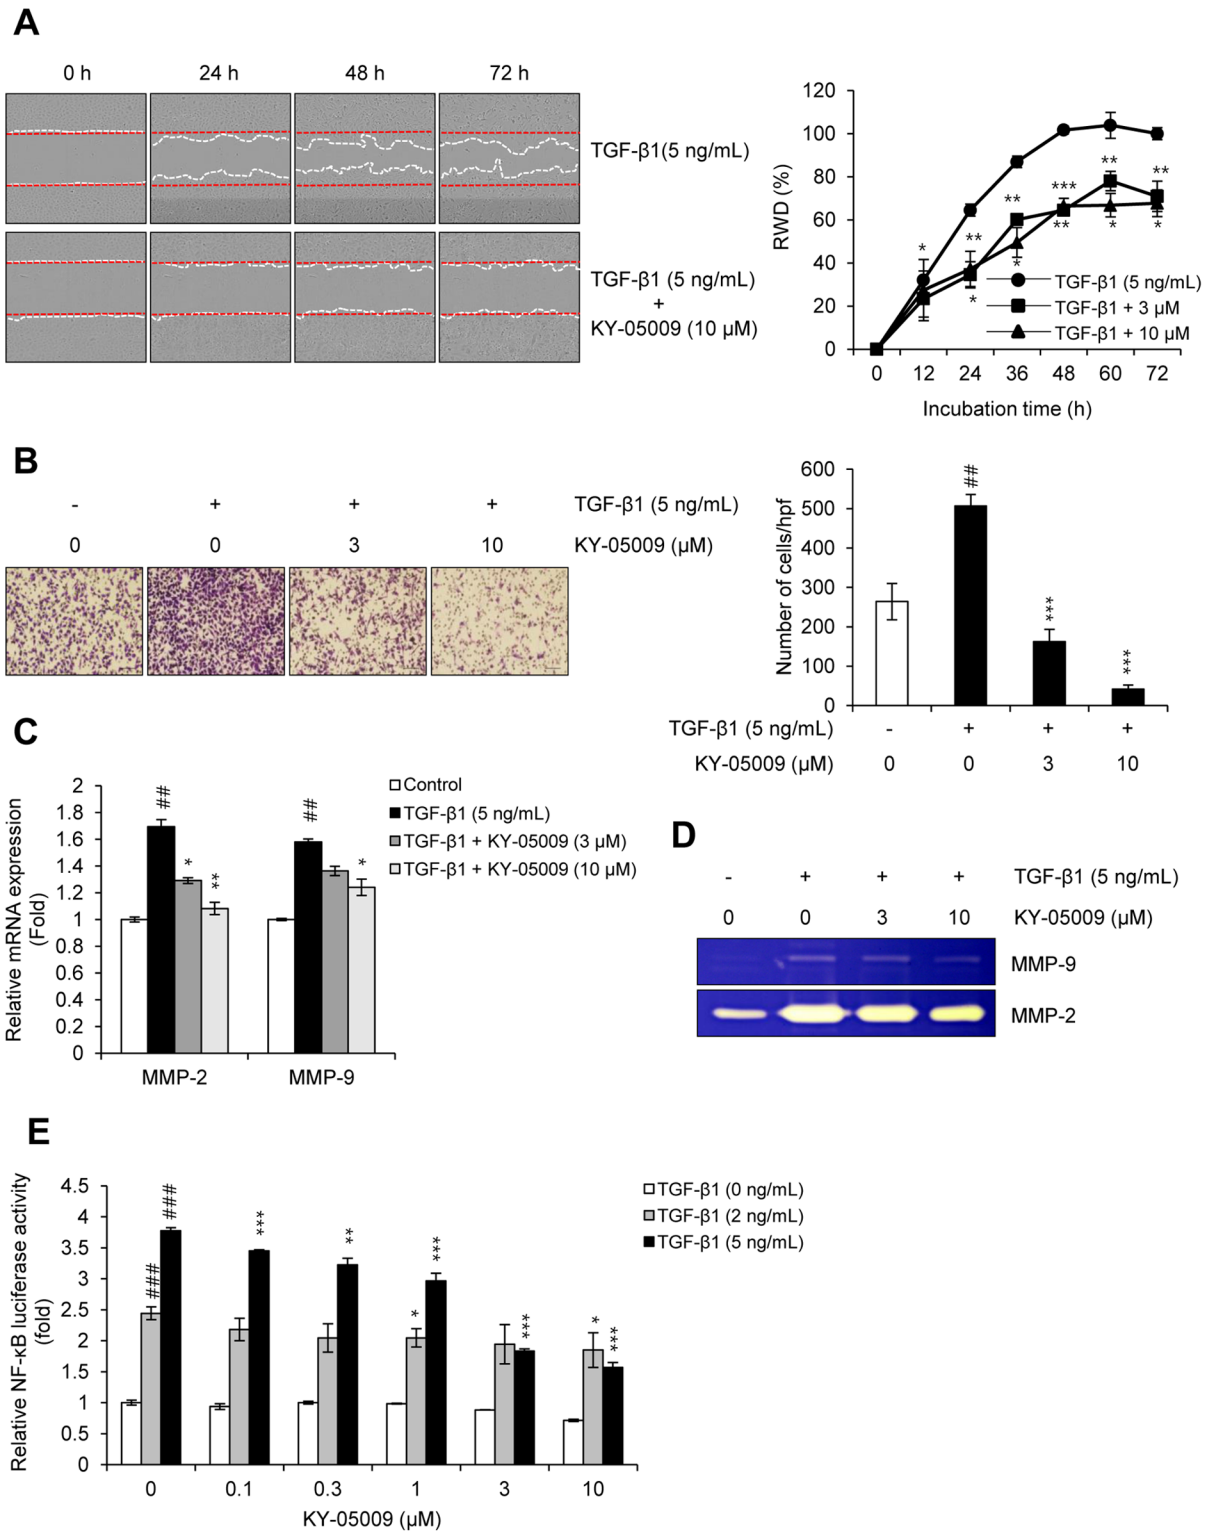 A
0 h 24 h 48 h 72 h
TGF-β1(5 ng/mL)
TGF-β1 (5 ng/mL)
+
KY-05009 (10 μM)
120
100
80
60
40
20
0
RWD (%)
* ** * ** * *** ** ** * ** *
TGF-β1 (5 ng/mL)
TGF-β1 + 3 μM
TGF-β1 + 10 μM
0 12 24 36 48 60 72
Incubation time (h)
B
- + + + TGF-β1 (5 ng/mL)
0 0 3 10 KY-05009 (μM)
600
500
400
300
200
100
0
Number of cells/hpf
## *** ***
TGF-β1 (5 ng/mL) - + + +
KY-05009 (μM) 0 0 3 10
C
2
1.8
1.6
1.4
1.2
1
0.8
0.6
0.4
0.2
0
Relative mRNA expression
(Fold)
## * ** ## *
Control
TGF-β1 (5 ng/mL)
TGF-β1 + KY-05009 (3 μM)
TGF-β1 + KY-05009 (10 μM)
MMP-2 MMP-9
D
- + + + TGF-β1 (5 ng/mL)
0 0 3 10 KY-05009 (μM)
MMP-9
MMP-2
E
4.5
4
3.5
3
2.5
2
1.5
1
0.5
0
Relative NF-κB luciferase activity
(fold)
### ### *** ** * *** *** * ***
TGF-β1 (0 ng/mL)
TGF-β1 (2 ng/mL)
TGF-β1 (5 ng/mL)
0 0.1 0.3 1 3 10
KY-05009 (μM)